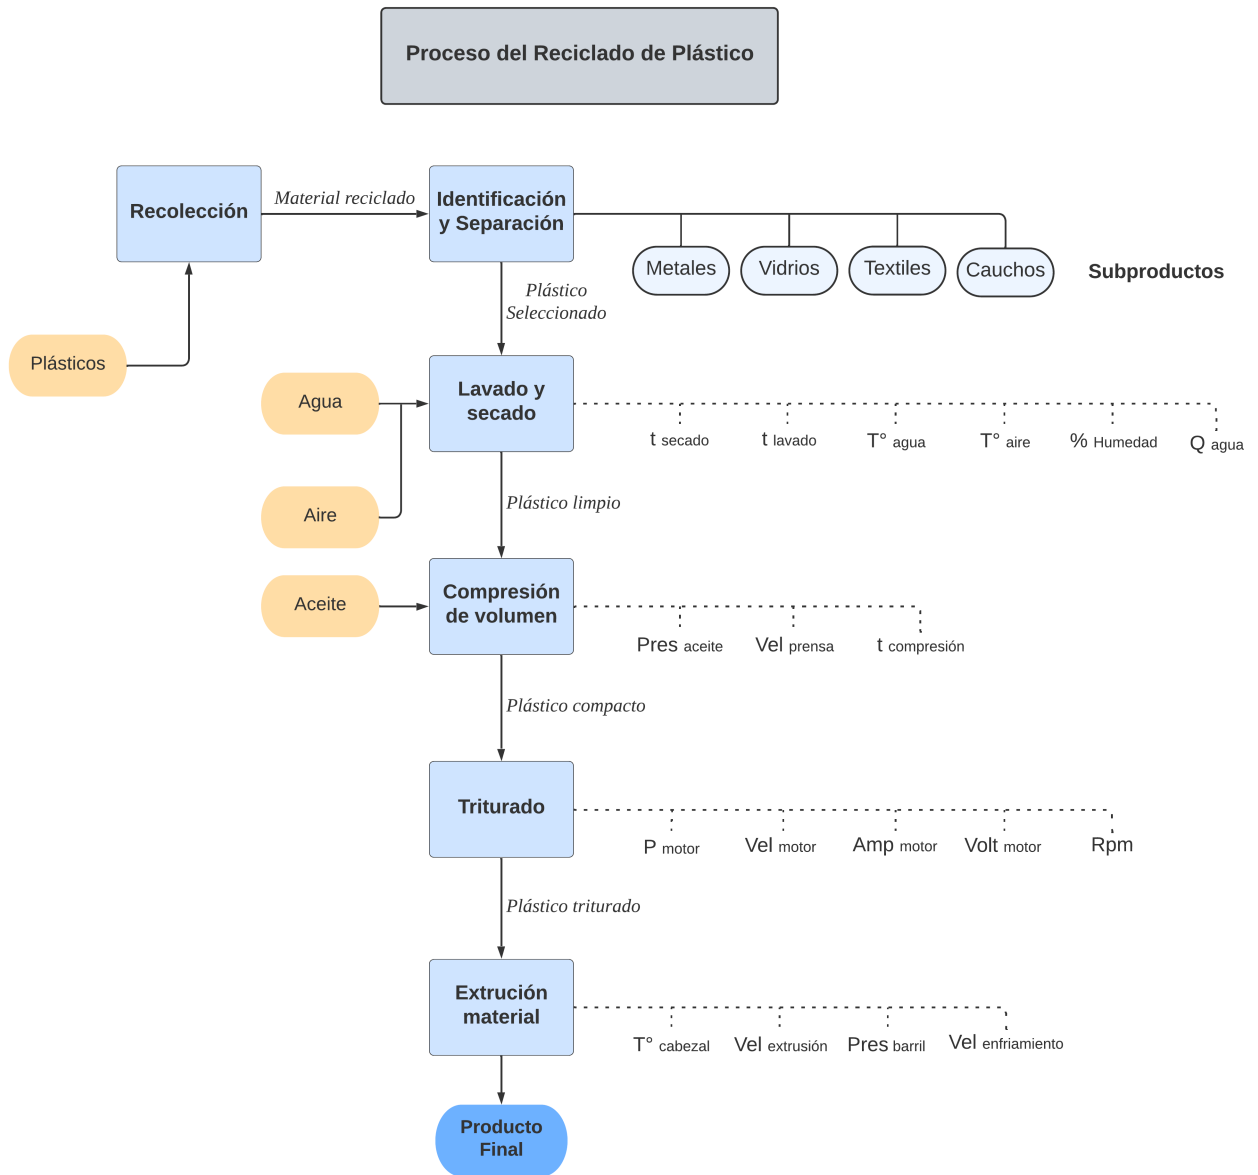 Proceso del Reciclado de Plástico
Recolección
Material reciclado
Identificación
y Separación
Metales
Vidrios
Textiles
Cauchos
Subproductos
Plástico
Seleccionado
Plásticos
Agua
Lavado y
secado
t secado
t lavado
T° agua
T° aire
% Humedad
Q agua
Aire
Plástico limpio
Aceite
Compresión
de volumen
Pres aceite
Vel prensa
t compresión
Plástico compacto
Triturado
P motor
Vel motor
Amp motor
Volt motor
Rpm
Plástico triturado
Extrución
material
T° cabezal
Vel extrusión
Pres barril
Vel enfriamiento
Producto
Final